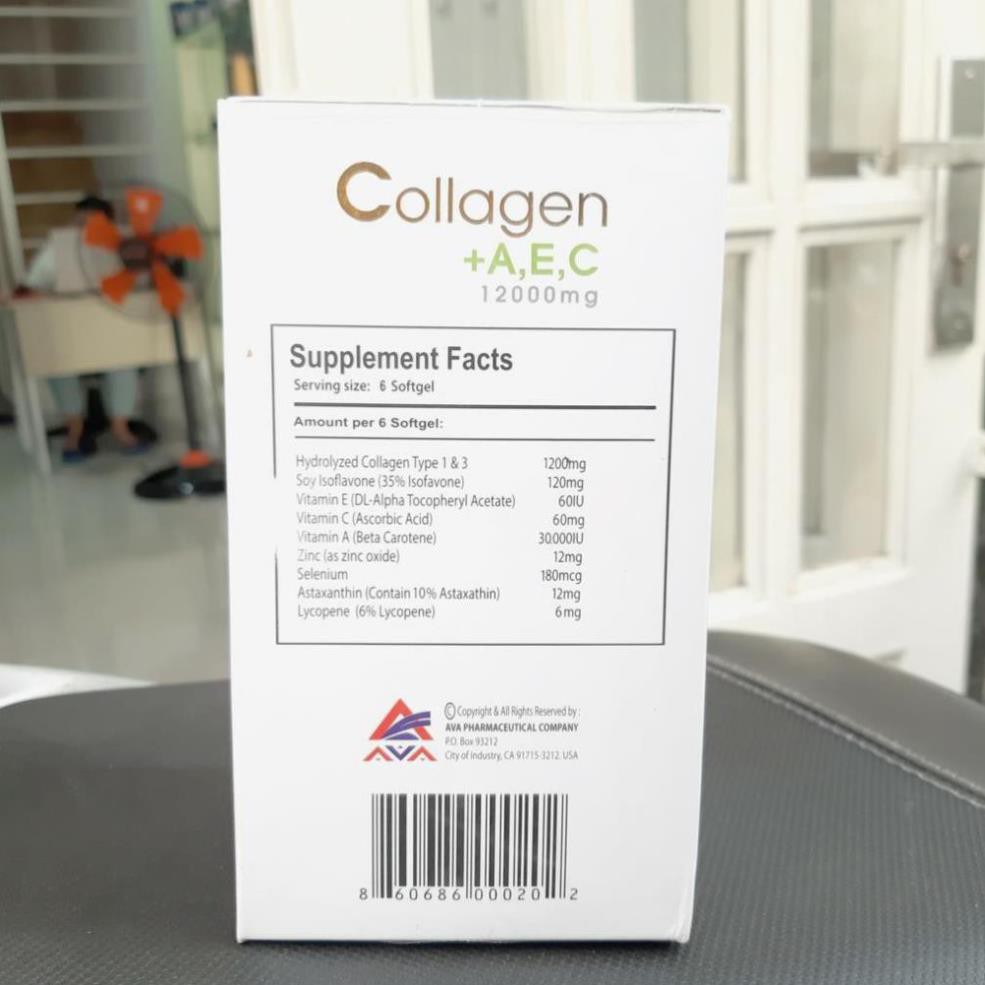 Collagen
+A,E,C
12000mg
Supplement Facts
Serving size: 6 Softgel
Amount per 6 Softgel:
Hydrolyzed Collagen Type 1 & 3 1200mg
Soy Isoflavone (35% Isofavone) 120mg
Vitamin E (DL-Alpha Tocopheryl Acetate) 60IU
Vitamin C (Ascorbic Acid) 60mg
Vitamin A (Beta Carotene) 30.000IU
Zinc (as zinc oxide) 12mg
Selenium 180mcg
Astaxanthin (Contain 10% Astaxathin) 12mg
Lycopene (6% Lycopene) 6mg
© Copyright & All Rights Reserved by :
AVA PHARMACEUTICAL COMPANY
P.O. Box 93212
City of Industry, CA 91715-3212. USA
AVA
8 60686 00020 2